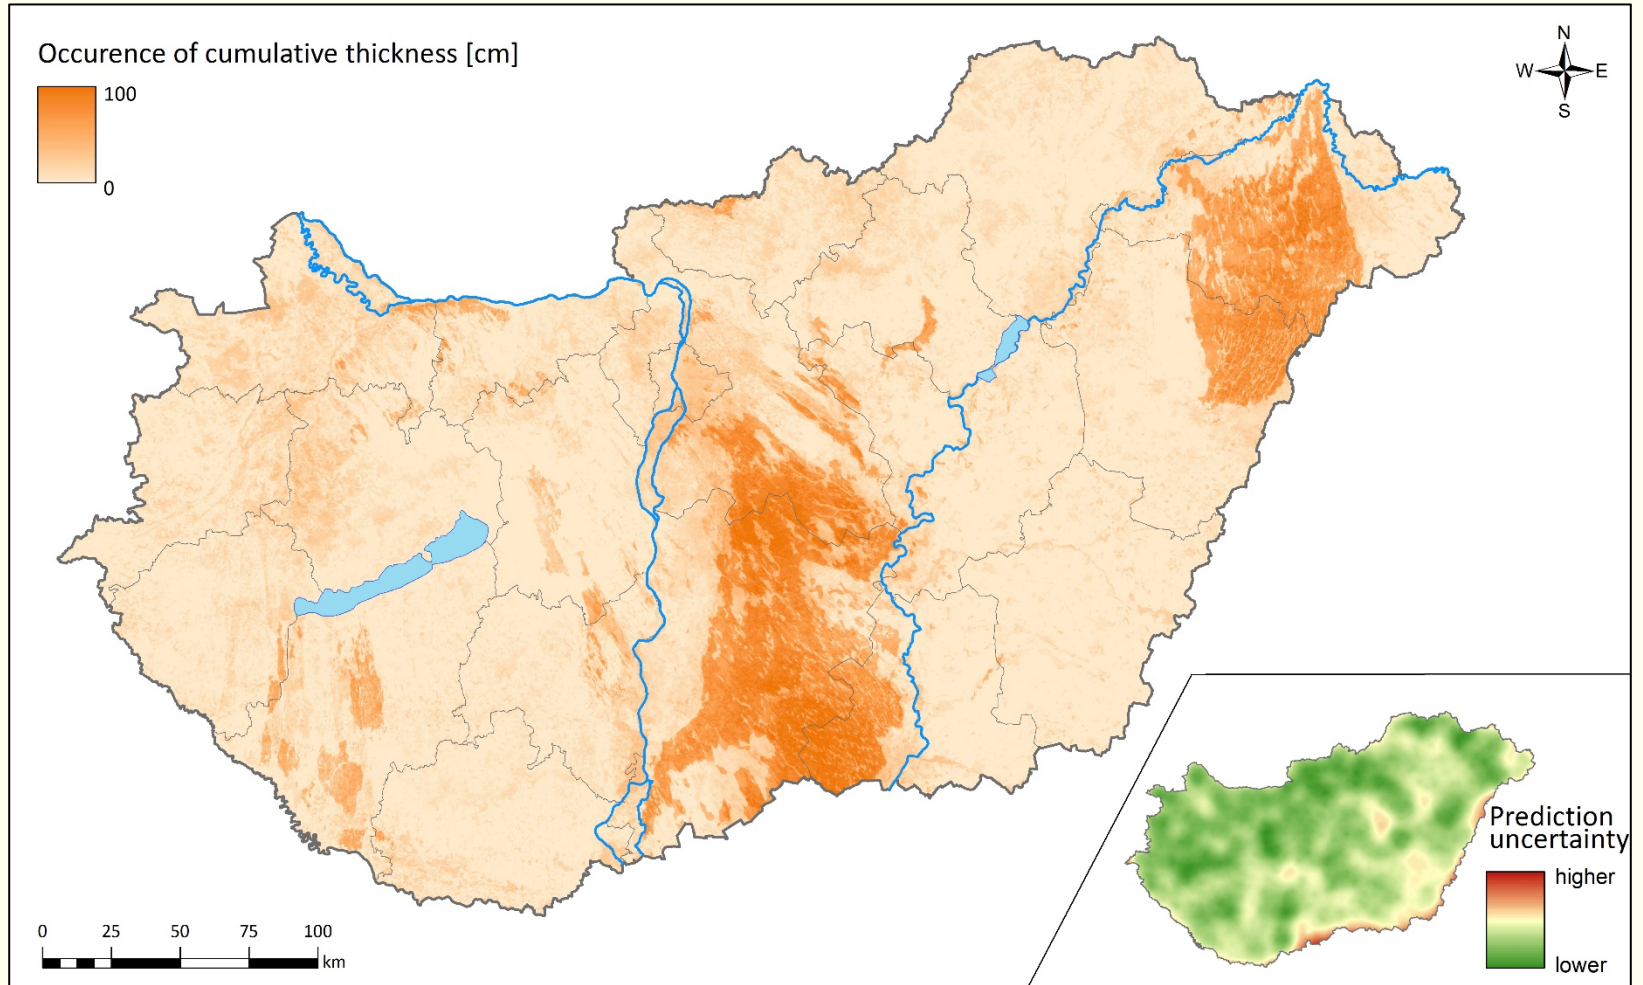 Occurence of cumulative thickness [cm]
100
0
N
W E
S
0 25 50 75 100
km
Prediction
uncertainty
higher
lower